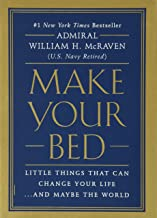 #1 New York Times Bestseller
ADMIRAL
WILLIAM H. McRAVEN
(U.S. Navy Retired)
MAKE
YOUR
BED
LITTLE THINGS THAT CAN
CHANGE YOUR LIFE
...AND MAYBE THE WORLD